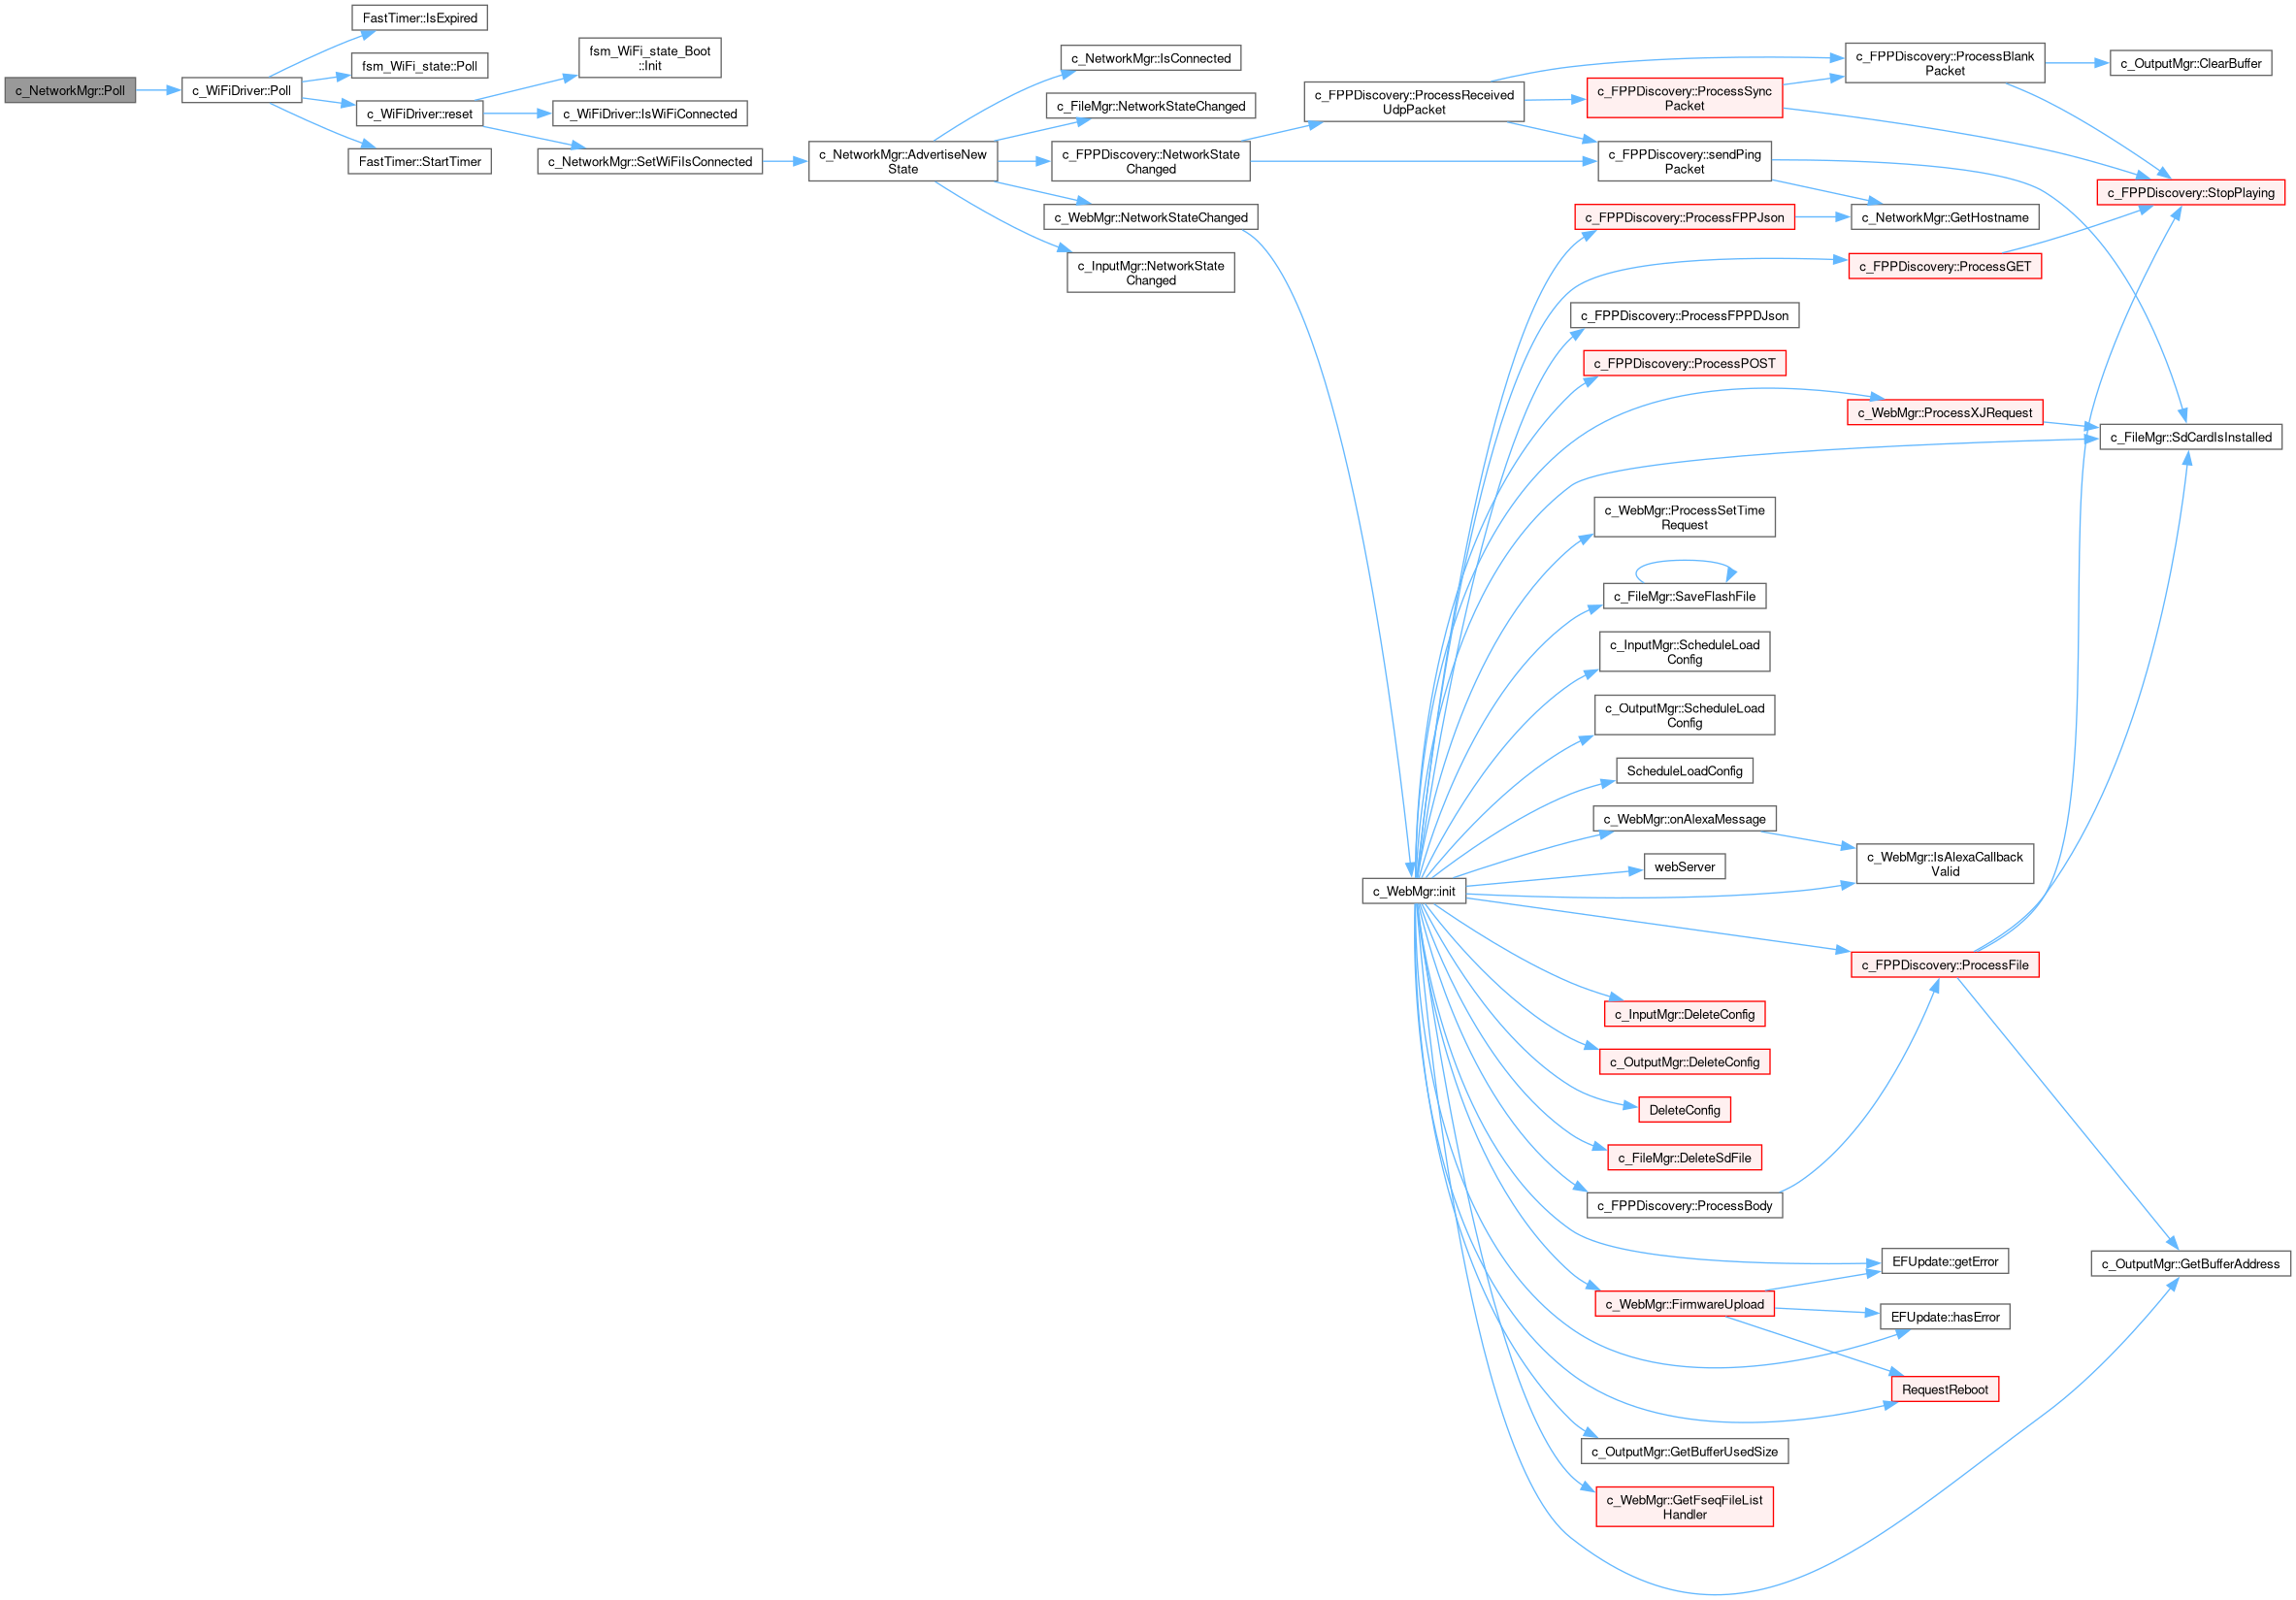 c_NetworkMgr::Poll
c_WiFiDriver::Poll
FastTimer::IsExpired
fsm_WiFi_state::Poll
c_WiFiDriver::reset
FastTimer::StartTimer
fsm_WiFi_state_Boot
::Init
c_WiFiDriver::IsWiFiConnected
c_NetworkMgr::SetWiFiIsConnected
c_NetworkMgr::AdvertiseNew
State
c_NetworkMgr::IsConnected
c_FileMgr::NetworkStateChanged
c_FPPDiscovery::NetworkState
Changed
c_WebMgr::NetworkStateChanged
c_InputMgr::NetworkState
Changed
c_FPPDiscovery::ProcessReceived
UdpPacket
c_WebMgr::init
c_FPPDiscovery::ProcessSync
Packet
c_FPPDiscovery::sendPing
Packet
c_FPPDiscovery::ProcessFPPJson
c_FPPDiscovery::ProcessFPPDJson
c_FPPDiscovery::ProcessPOST
c_WebMgr::ProcessSetTime
Request
c_FileMgr::SaveFlashFile
c_InputMgr::ScheduleLoad
Config
c_OutputMgr::ScheduleLoad
Config
ScheduleLoadConfig
c_WebMgr::onAlexaMessage
webServer
c_InputMgr::DeleteConfig
c_OutputMgr::DeleteConfig
DeleteConfig
c_FileMgr::DeleteSdFile
c_FPPDiscovery::ProcessBody
c_WebMgr::FirmwareUpload
c_OutputMgr::GetBufferUsedSize
c_WebMgr::GetFseqFileList
Handler
c_FPPDiscovery::ProcessBlank
Packet
c_NetworkMgr::GetHostname
c_FPPDiscovery::ProcessGET
c_WebMgr::ProcessXJRequest
c_WebMgr::IsAlexaCallback
Valid
c_FPPDiscovery::ProcessFile
EFUpdate::getError
EFUpdate::hasError
RequestReboot
c_OutputMgr::ClearBuffer
c_FPPDiscovery::StopPlaying
c_FileMgr::SdCardIsInstalled
c_OutputMgr::GetBufferAddress